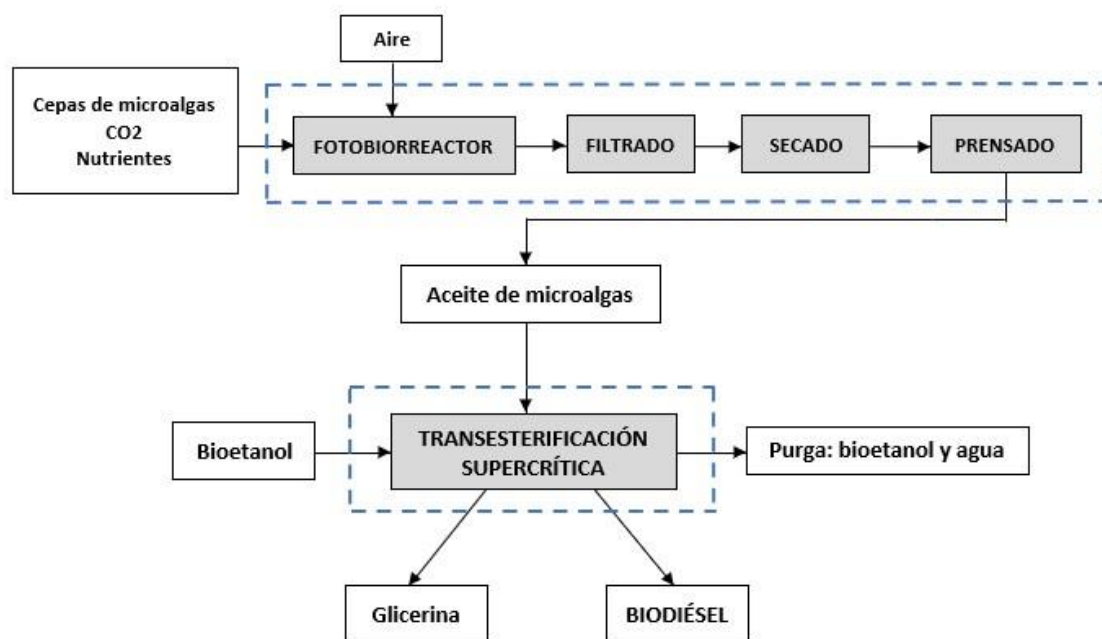 Aire
Cepas de microalgas
CO2
Nutrientes
FOTOBIORREACTOR
FILTRADO
SECADO
PRENSADO
Aceite de microalgas
Bioetanol
TRANSESTERIFICACIÓN
SUPERCRÍTICA
Purga: bioetanol y agua
Glicerina
BIODIÉSEL